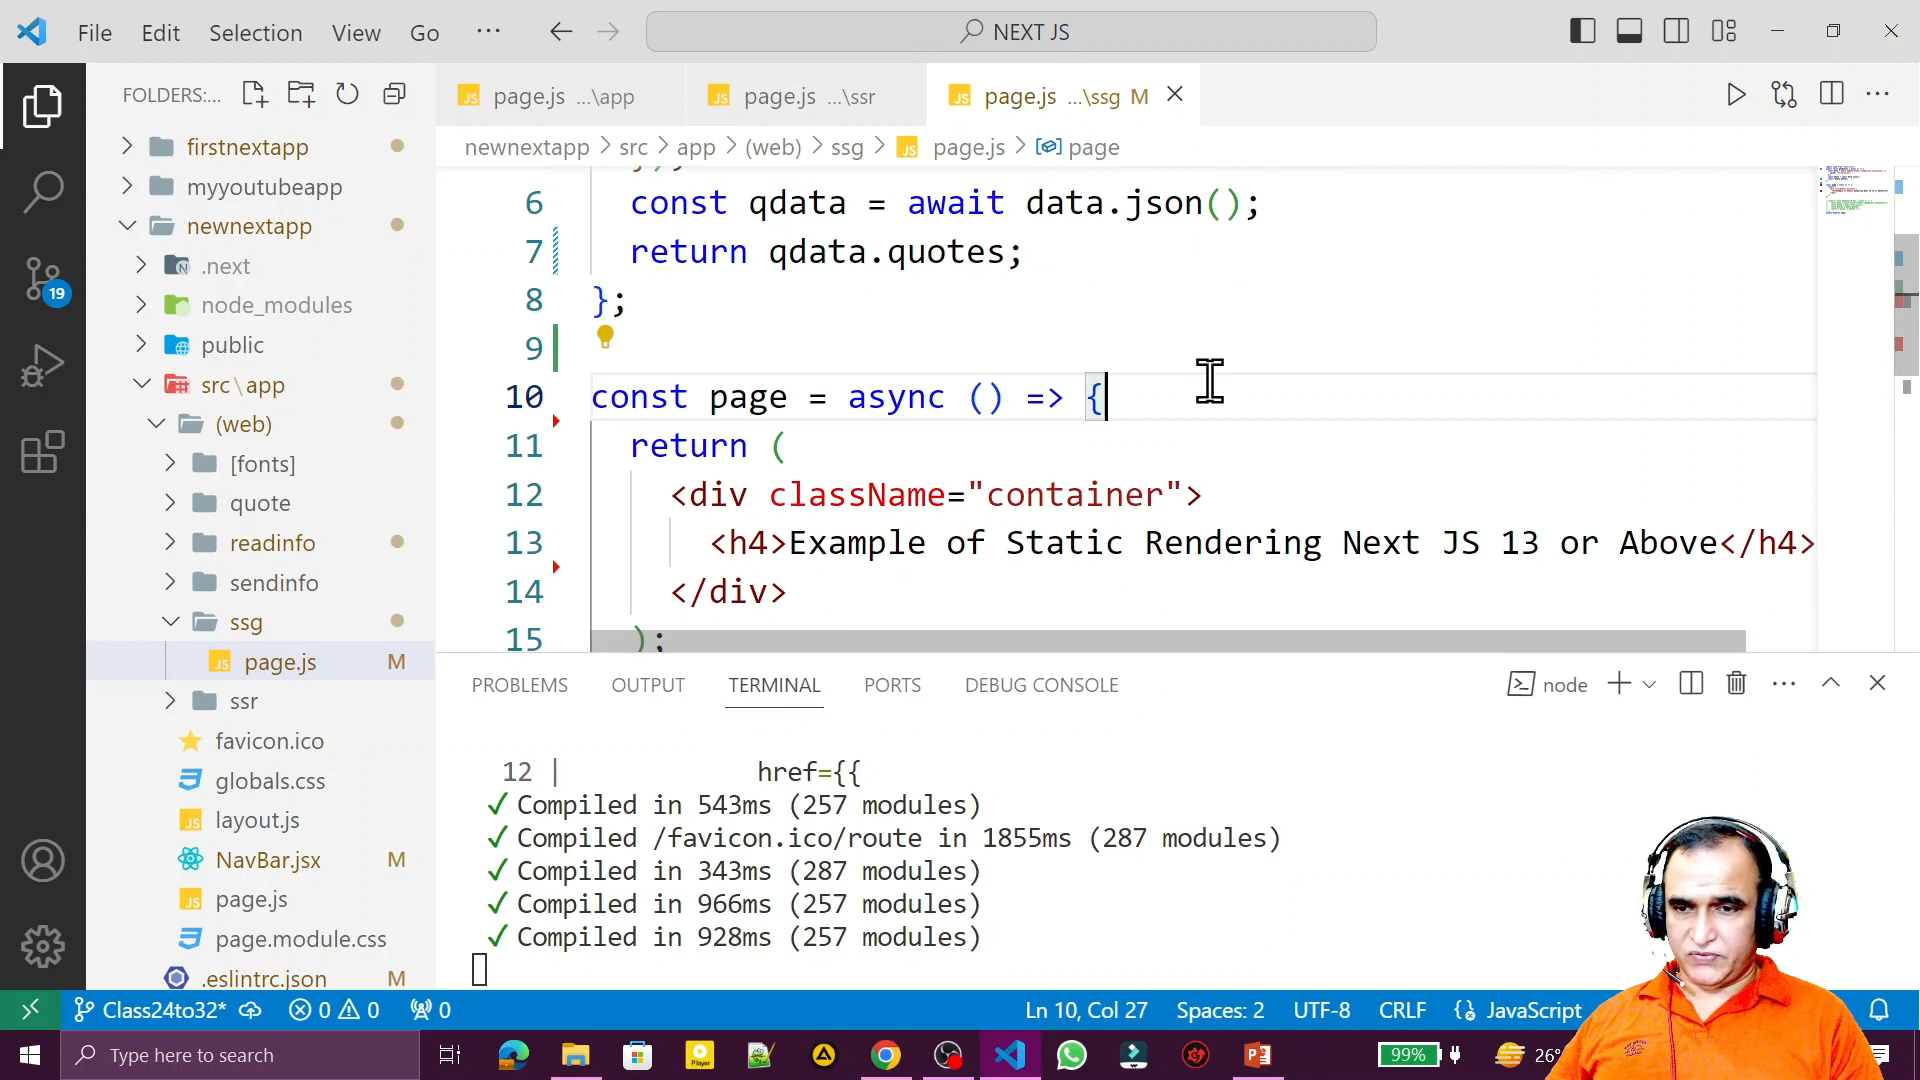 File Edit Selection View Go ··· NEXT JS
FOLDERS:...
page.js ...\app
page.js ...\ssr
page.js ...\ssg M
newnextapp > src > app > (web) > ssg > JS page.js > page
firstnextapp
myyoutubeapp
newnextapp
.next
node_modules
public
src\app
(web)
[fonts]
quote
readinfo
sendinfo
ssg
JS page.js M
ssr
favicon.ico
globals.css
JS layout.js
NavBar.jsx M
JS page.js
page.module.css
.eslintrc.json M
19
6 const qdata = await data.json();
7 return qdata.quotes;
8 };
9
10 const page = async () => {
11 return (
12 <div className="container">
13 <h4>Example of Static Rendering Next JS 13 or Above</h4>
14 </div>
15 );
PROBLEMS OUTPUT TERMINAL PORTS DEBUG CONSOLE
node
12 | href={{
✓ Compiled in 543ms (257 modules)
✓ Compiled /favicon.ico/route in 1855ms (287 modules)
✓ Compiled in 343ms (287 modules)
✓ Compiled in 966ms (257 modules)
✓ Compiled in 928ms (257 modules)
Class24to32* 0 0 0
Ln 10, Col 27 Spaces: 2 UTF-8 CRLF {} JavaScript
Type here to search
99%
26°